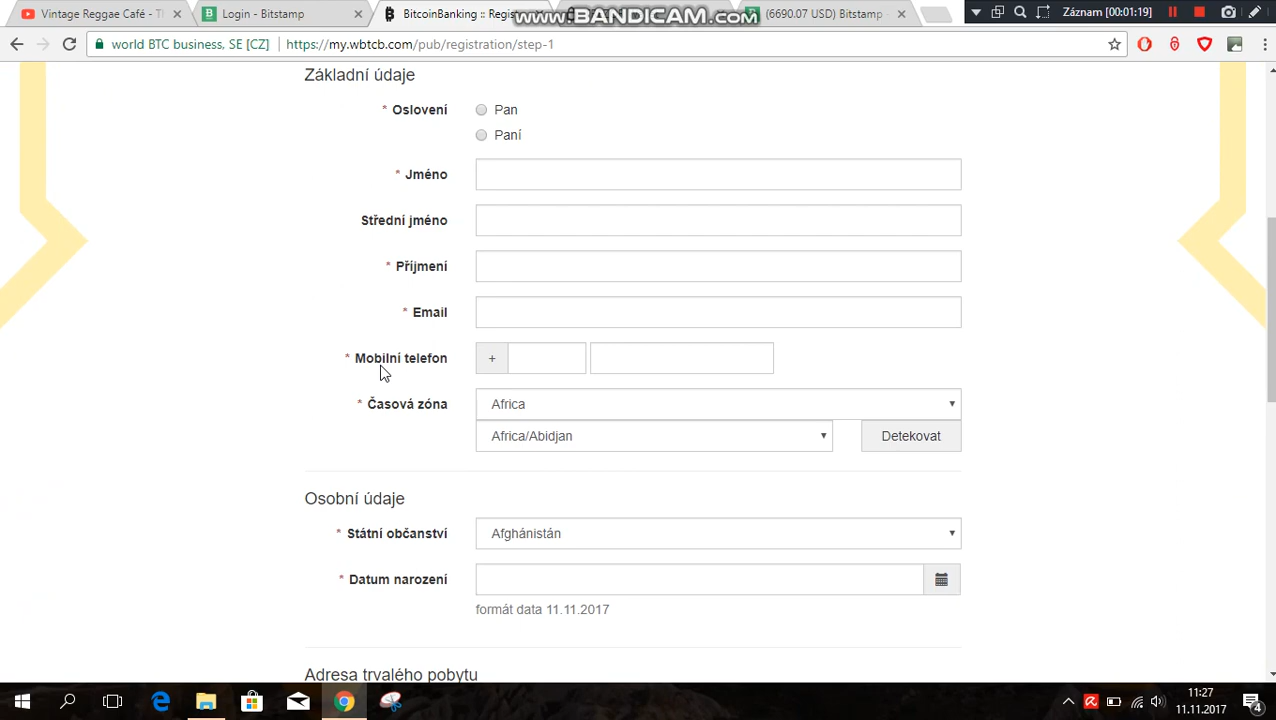 Vintage Reggae Café - Th
Login - Bitstamp
BitcoinBanking :: Regis
(6690.07 USD) Bitstamp
www.BANDICAM.com
Záznam [00:01:19]
world BTC business, SE [CZ]
https://my.wbtcb.com/pub/registration/step-1
Základní údaje
* Oslovení
Pan
Paní
* Jméno
Střední jméno
* Příjmení
* Email
* Mobilní telefon
+
* Časová zóna
Africa
Africa/Abidjan
Detekovat
Osobní údaje
* Státní občanství
Afghánistán
* Datum narození
formát data 11.11.2017
Adresa trvalého pobytu
11:27
11.11.2017
4